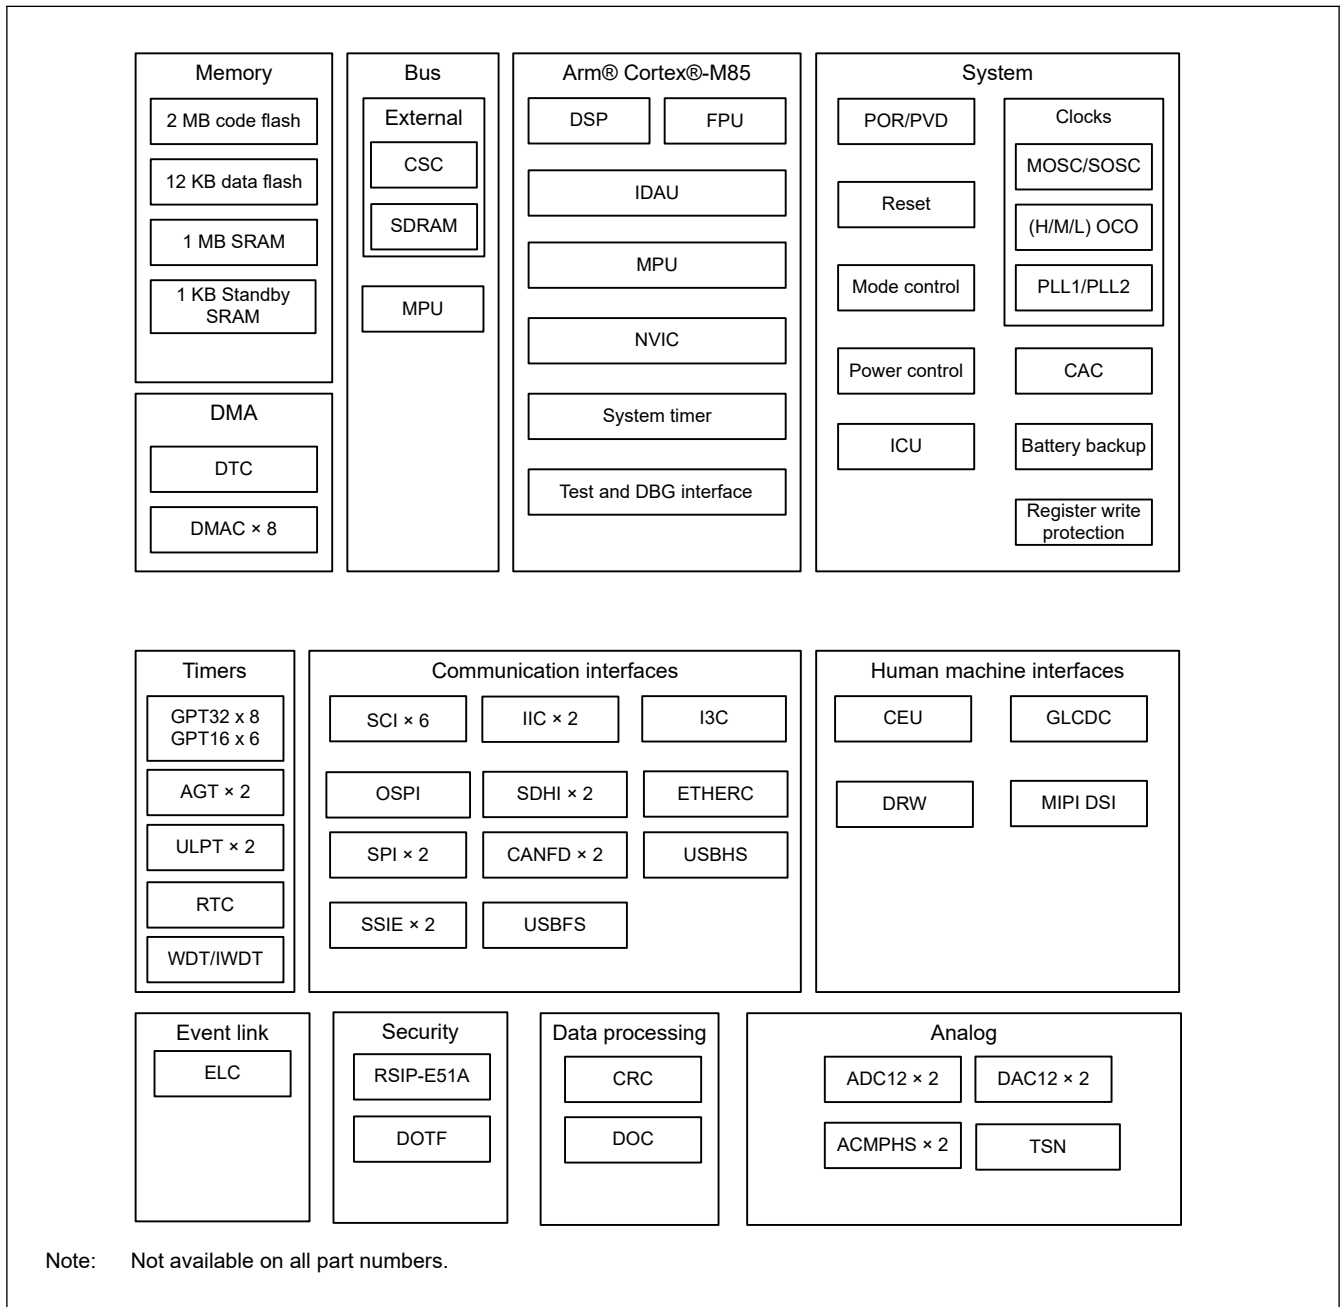 Memory
2 MB code flash
12 KB data flash
1 MB SRAM
1 KB Standby
SRAM
DMA
DTC
DMAC × 8
Bus
External
CSC
SDRAM
MPU
Arm® Cortex®-M85
DSP
FPU
IDAU
MPU
NVIC
System timer
Test and DBG interface
System
POR/PVD
Reset
Mode control
Power control
ICU
Clocks
MOSC/SOSC
(H/M/L) OCO
PLL1/PLL2
CAC
Battery backup
Register write
protection
Timers
GPT32 x 8
GPT16 x 6
AGT × 2
ULPT × 2
RTC
WDT/IWDT
Communication interfaces
SCI × 6
IIC × 2
I3C
OSPI
SDHI × 2
ETHERC
SPI × 2
CANFD × 2
USBHS
SSIE × 2
USBFS
Human machine interfaces
CEU
GLCDC
DRW
MIPI DSI
Event link
ELC
Security
RSIP-E51A
DOTF
Data processing
CRC
DOC
Analog
ADC12 × 2
DAC12 × 2
ACMPHS × 2
TSN
Note: Not available on all part numbers.